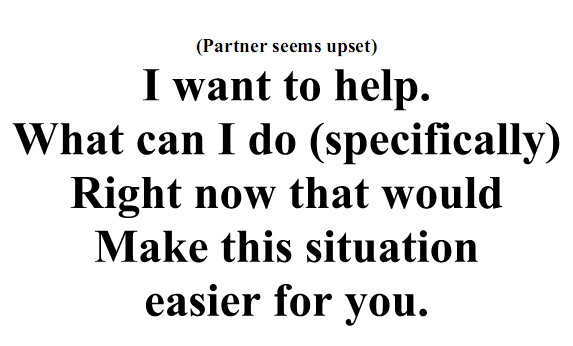 (Partner seems upset)
I want to help.
What can I do (specifically)
Right now that would
Make this situation
easier for you.